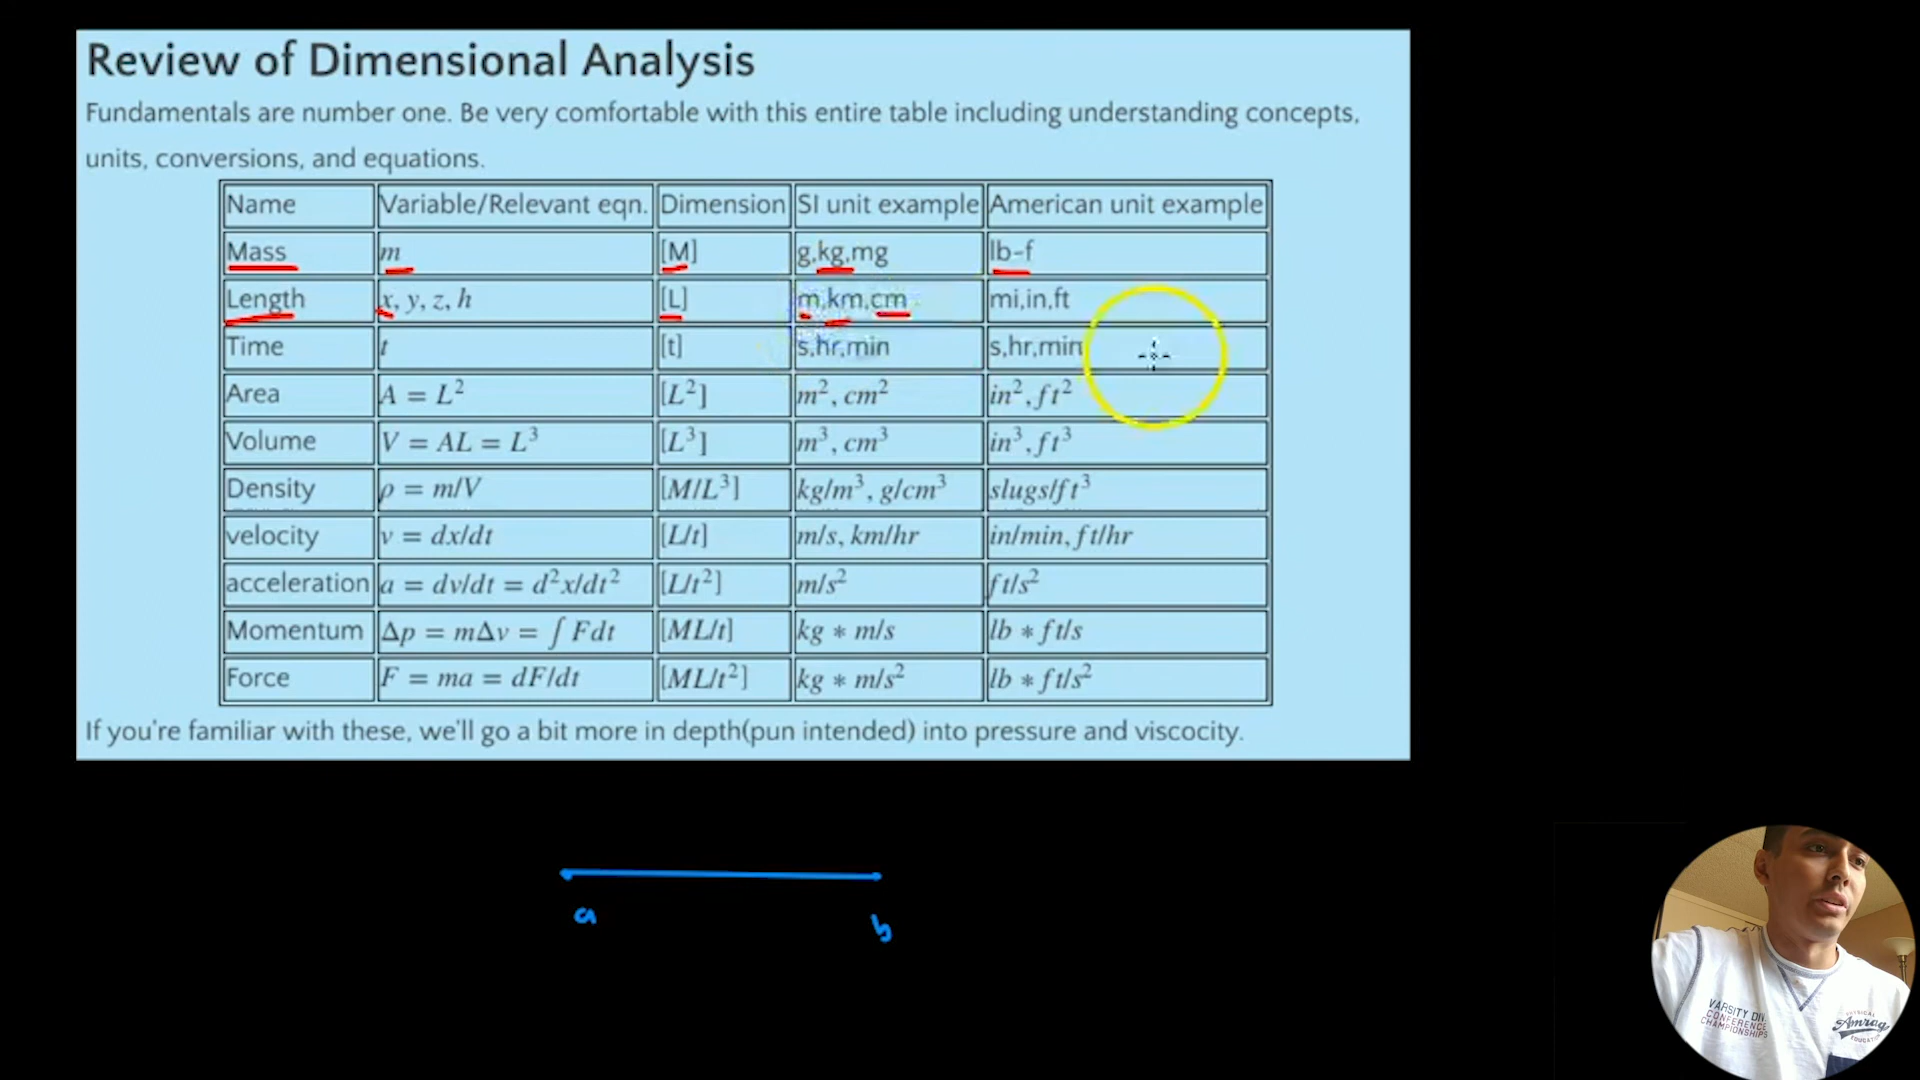 Review of Dimensional Analysis
Fundamentals are number one. Be very comfortable with this entire table including understanding concepts,
units, conversions, and equations.
Name Variable/Relevant eqn. Dimension SI unit example American unit example
Mass m [M] g,kg,mg lb-f
Length x, y, z, h [L] m,km,cm mi,in,ft
Time t [t] s,hr,min s,hr,min
Area A = L² [L²] m², cm² in², ft²
Volume V = AL = L³ [L³] m³, cm³ in³, ft³
Density ρ = m/V [M/L³] kg/m³, g/cm³ slugs/ft³
velocity v = dx/dt [L/t] m/s, km/hr in/min, ft/hr
acceleration a = dv/dt = d²x/dt² [L/t²] m/s² ft/s²
Momentum Δp = mΔv = ∫ Fdt [ML/t] kg * m/s lb * ft/s
Force F = ma = dF/dt [ML/t²] kg * m/s² lb * ft/s²
If you're familiar with these, we'll go a bit more in depth(pun intended) into pressure and viscocity.
a b
VARSITY DIV.
CONFERENCE
CHAMPIONSHIPS
PHYSICAL